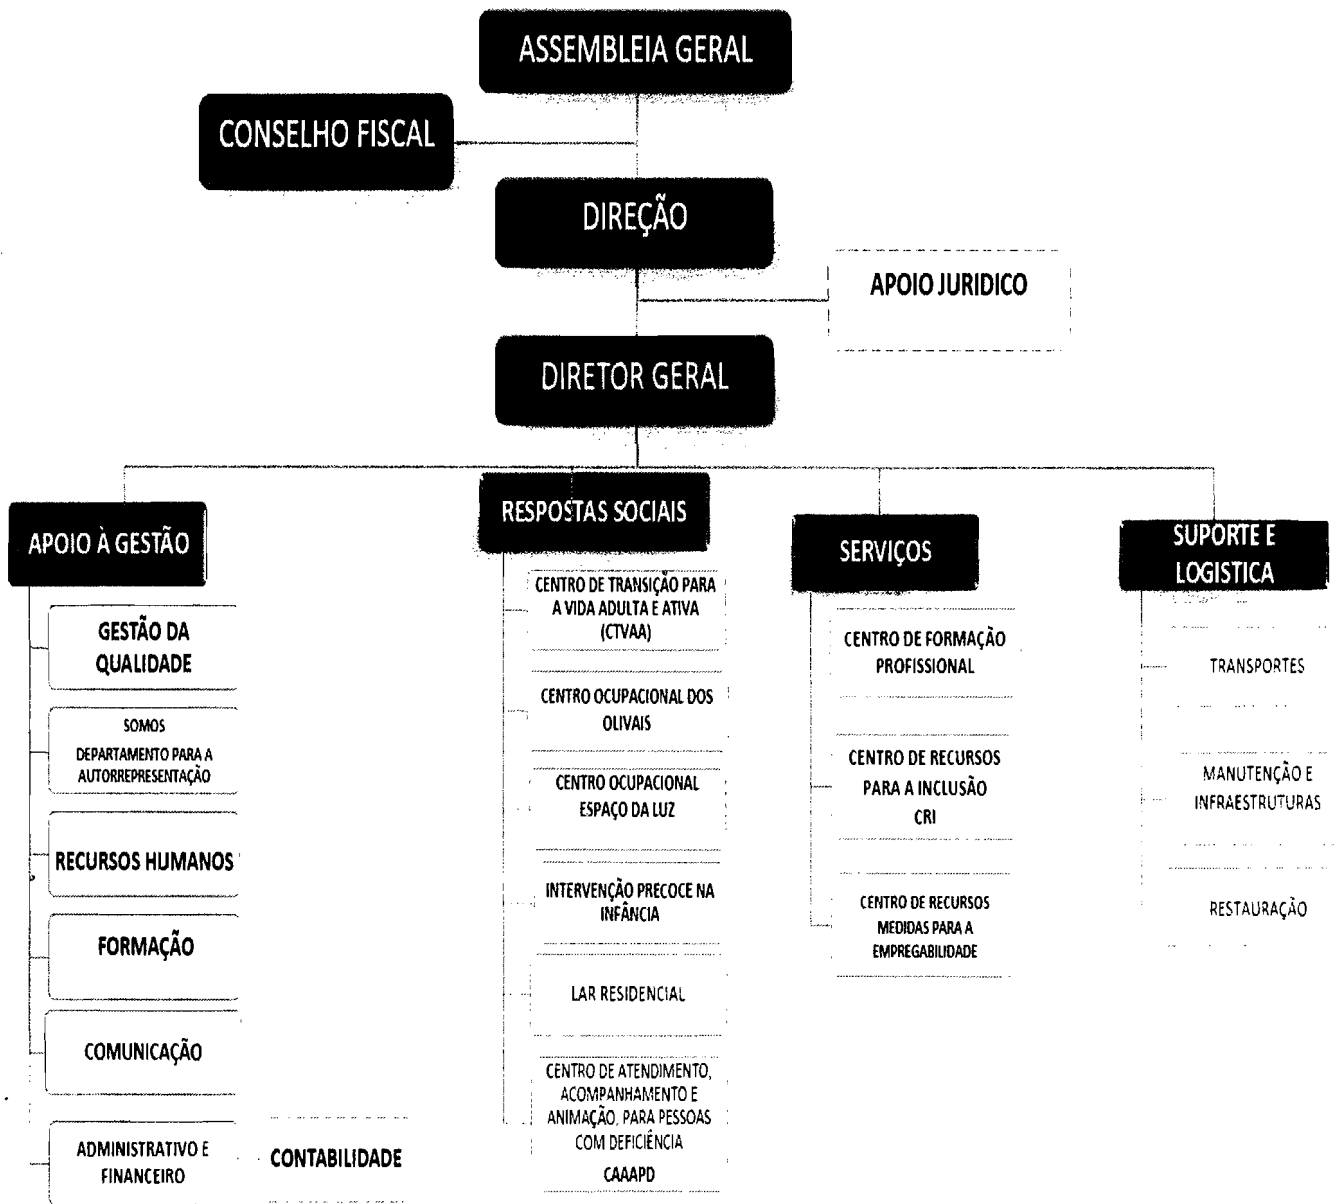 ASSEMBLEIA GERAL
CONSELHO FISCAL
DIREÇÃO
APOIO JURIDICO
DIRETOR GERAL
APOIO À GESTÃO
GESTÃO DA
QUALIDADE
SOMOS
DEPARTAMENTO PARA A
AUTORREPRESENTAÇÃO
RECURSOS HUMANOS
FORMAÇÃO
COMUNICAÇÃO
ADMINISTRATIVO E
FINANCEIRO
CONTABILIDADE
RESPOSTAS SOCIAIS
CENTRO DE TRANSIÇÃO PARA
A VIDA ADULTA E ATIVA
(CTVAA)
CENTRO OCUPACIONAL DOS
OLIVAIS
CENTRO OCUPACIONAL
ESPAÇO DA LUZ
INTERVENÇÃO PRECOCE NA
INFÂNCIA
LAR RESIDENCIAL
CENTRO DE ATENDIMENTO,
ACOMPANHAMENTO E
ANIMAÇÃO, PARA PESSOAS
COM DEFICIÊNCIA
CAAAPD
SERVIÇOS
CENTRO DE FORMAÇÃO
PROFISSIONAL
CENTRO DE RECURSOS
PARA A INCLUSÃO
CRI
CENTRO DE RECURSOS
MEDIDAS PARA A
EMPREGABILIDADE
SUPORTE E
LOGISTICA
TRANSPORTES
MANUTENÇÃO E
INFRAESTRUTURAS
RESTAURAÇÃO